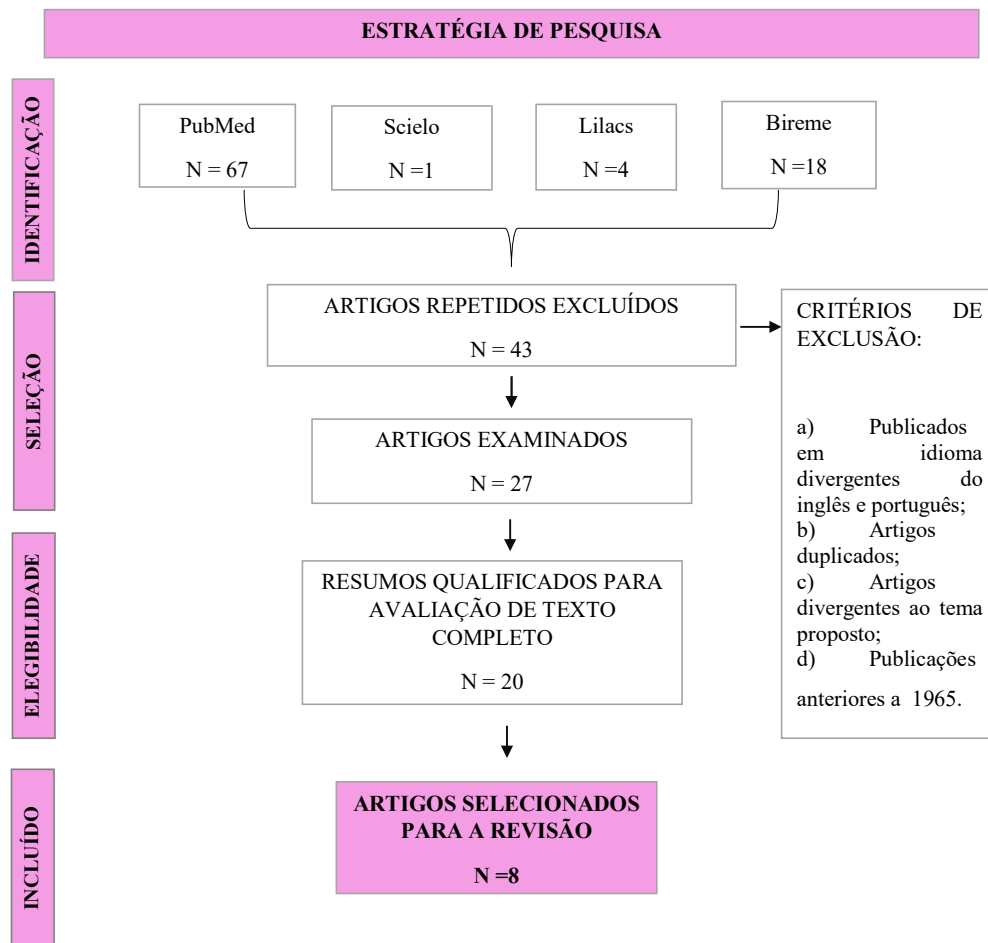 ESTRATÉGIA DE PESQUISA
IDENTIFICAÇÃO
PubMed
N = 67
Scielo
N =1
Lilacs
N =4
Bireme
N =18
SELEÇÃO
ARTIGOS REPETIDOS EXCLUÍDOS
N = 43
CRITÉRIOS DE
EXCLUSÃO:
a) Publicados
em idioma
divergentes do
inglês e português;
b) Artigos
duplicados;
c) Artigos
divergentes ao tema
proposto;
d) Publicações
anteriores a 1965.
ARTIGOS EXAMINADOS
N = 27
ELEGIBILIDADE
RESUMOS QUALIFICADOS PARA
AVALIAÇÃO DE TEXTO
COMPLETO
N = 20
INCLUÍDO
ARTIGOS SELECIONADOS
PARA A REVISÃO
N =8